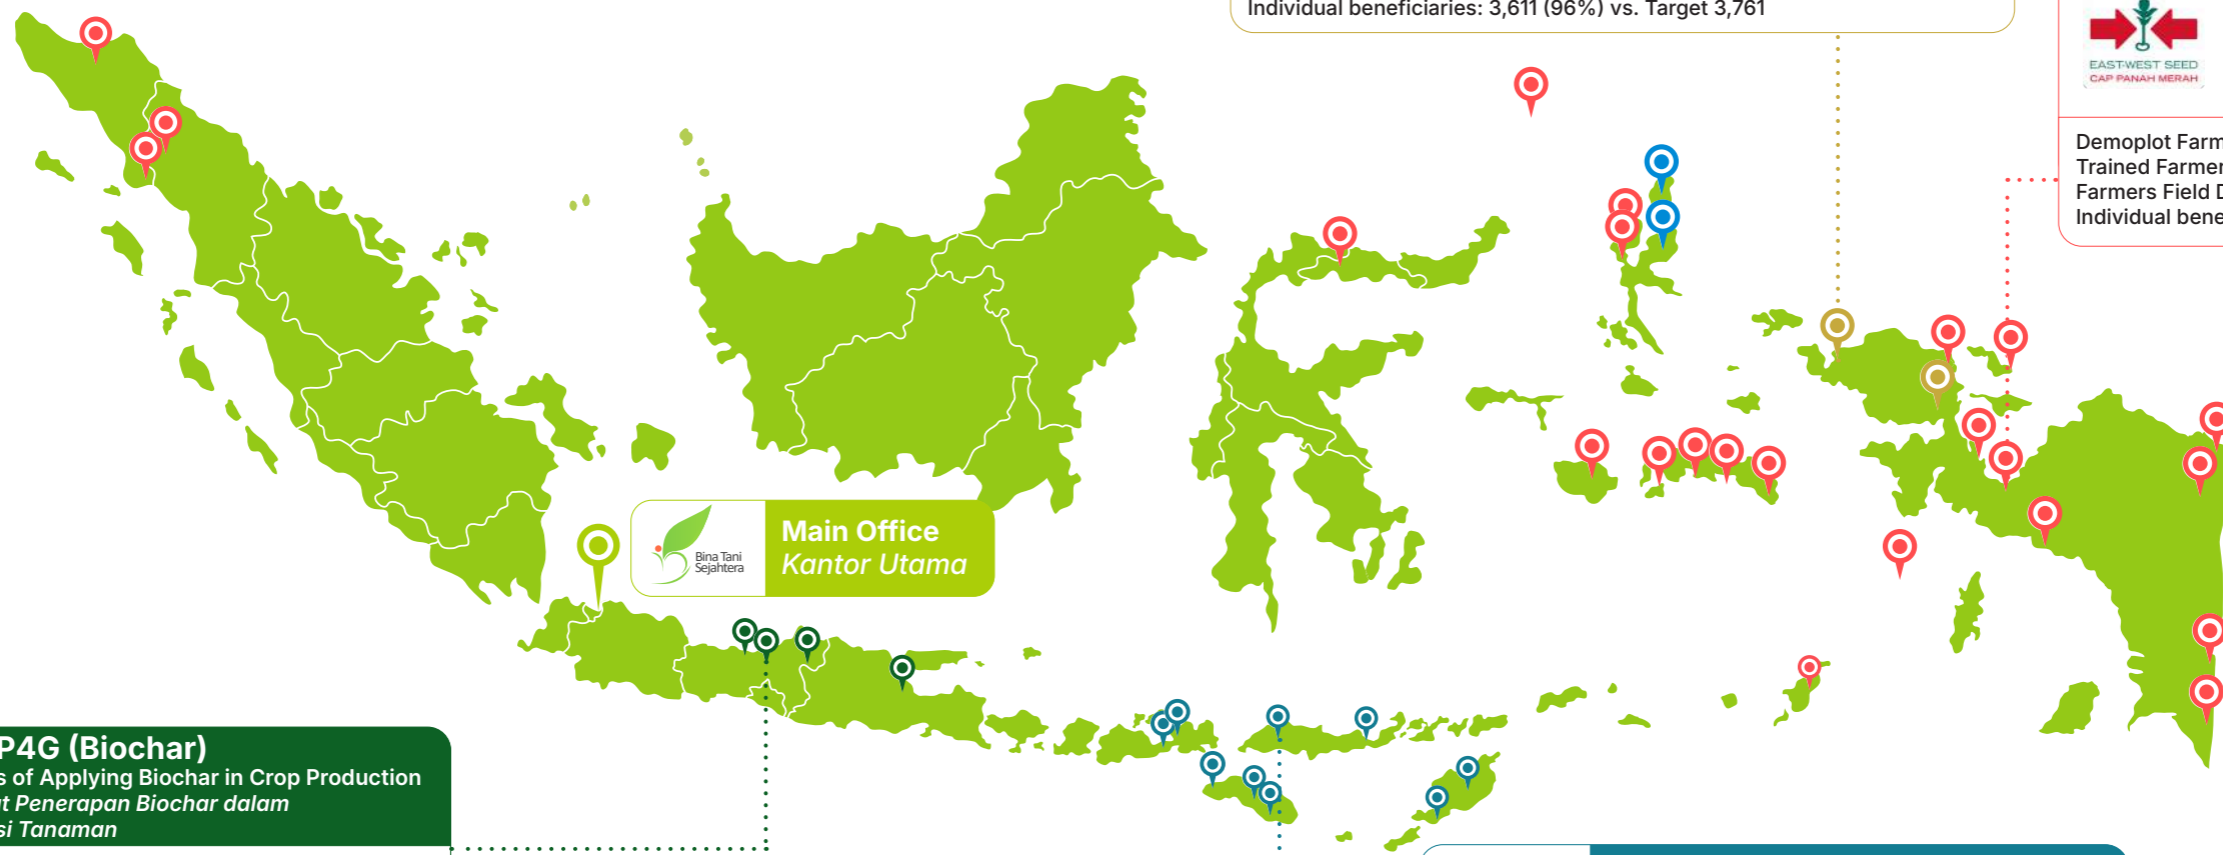 Individual beneficiaries: 3,611 (96%) vs. Target 3,761
EAST-WEST SEED
CAP PANAH MERAH
Demoplot Farm
Trained Farmer
Farmers Field D
Individual bene
Bina Tani
Sejahtera
Main Office
Kantor Utama
P4G (Biochar)
s of Applying Biochar in Crop Production
t Penerapan Biochar dalam
si Tanaman